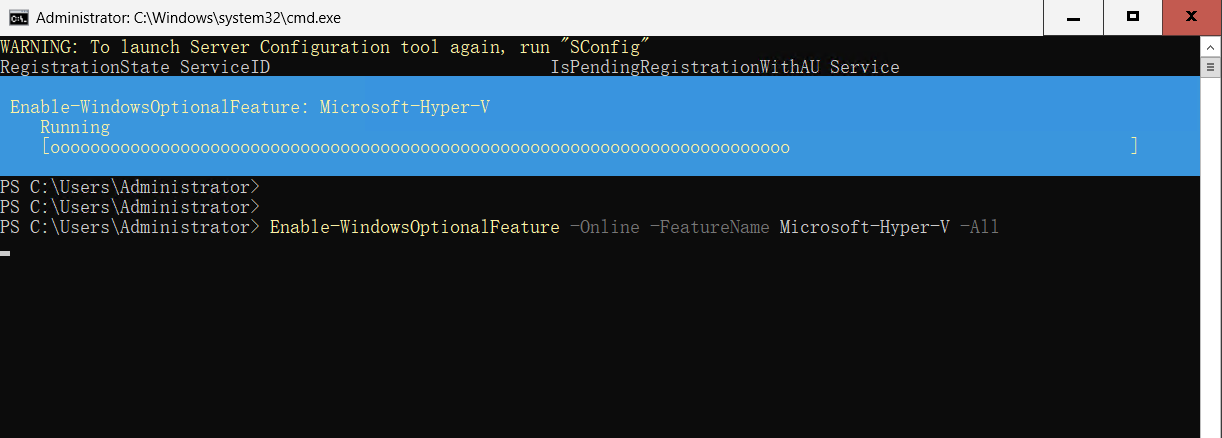 Administrator: C:\Windows\system32\cmd.exe
WARNING: To launch Server Configuration tool again, run "SConfig"
RegistrationState ServiceID                            IsPendingRegistrationWithAU Service
Enable-WindowsOptionalFeature: Microsoft-Hyper-V
Running
[oooooooooooooooooooooooooooooooooooooooooooooooooooooooooooooooooooooooooo                                  ]
PS C:\Users\Administrator>
PS C:\Users\Administrator>
PS C:\Users\Administrator> Enable-WindowsOptionalFeature -Online -FeatureName Microsoft-Hyper-V -All